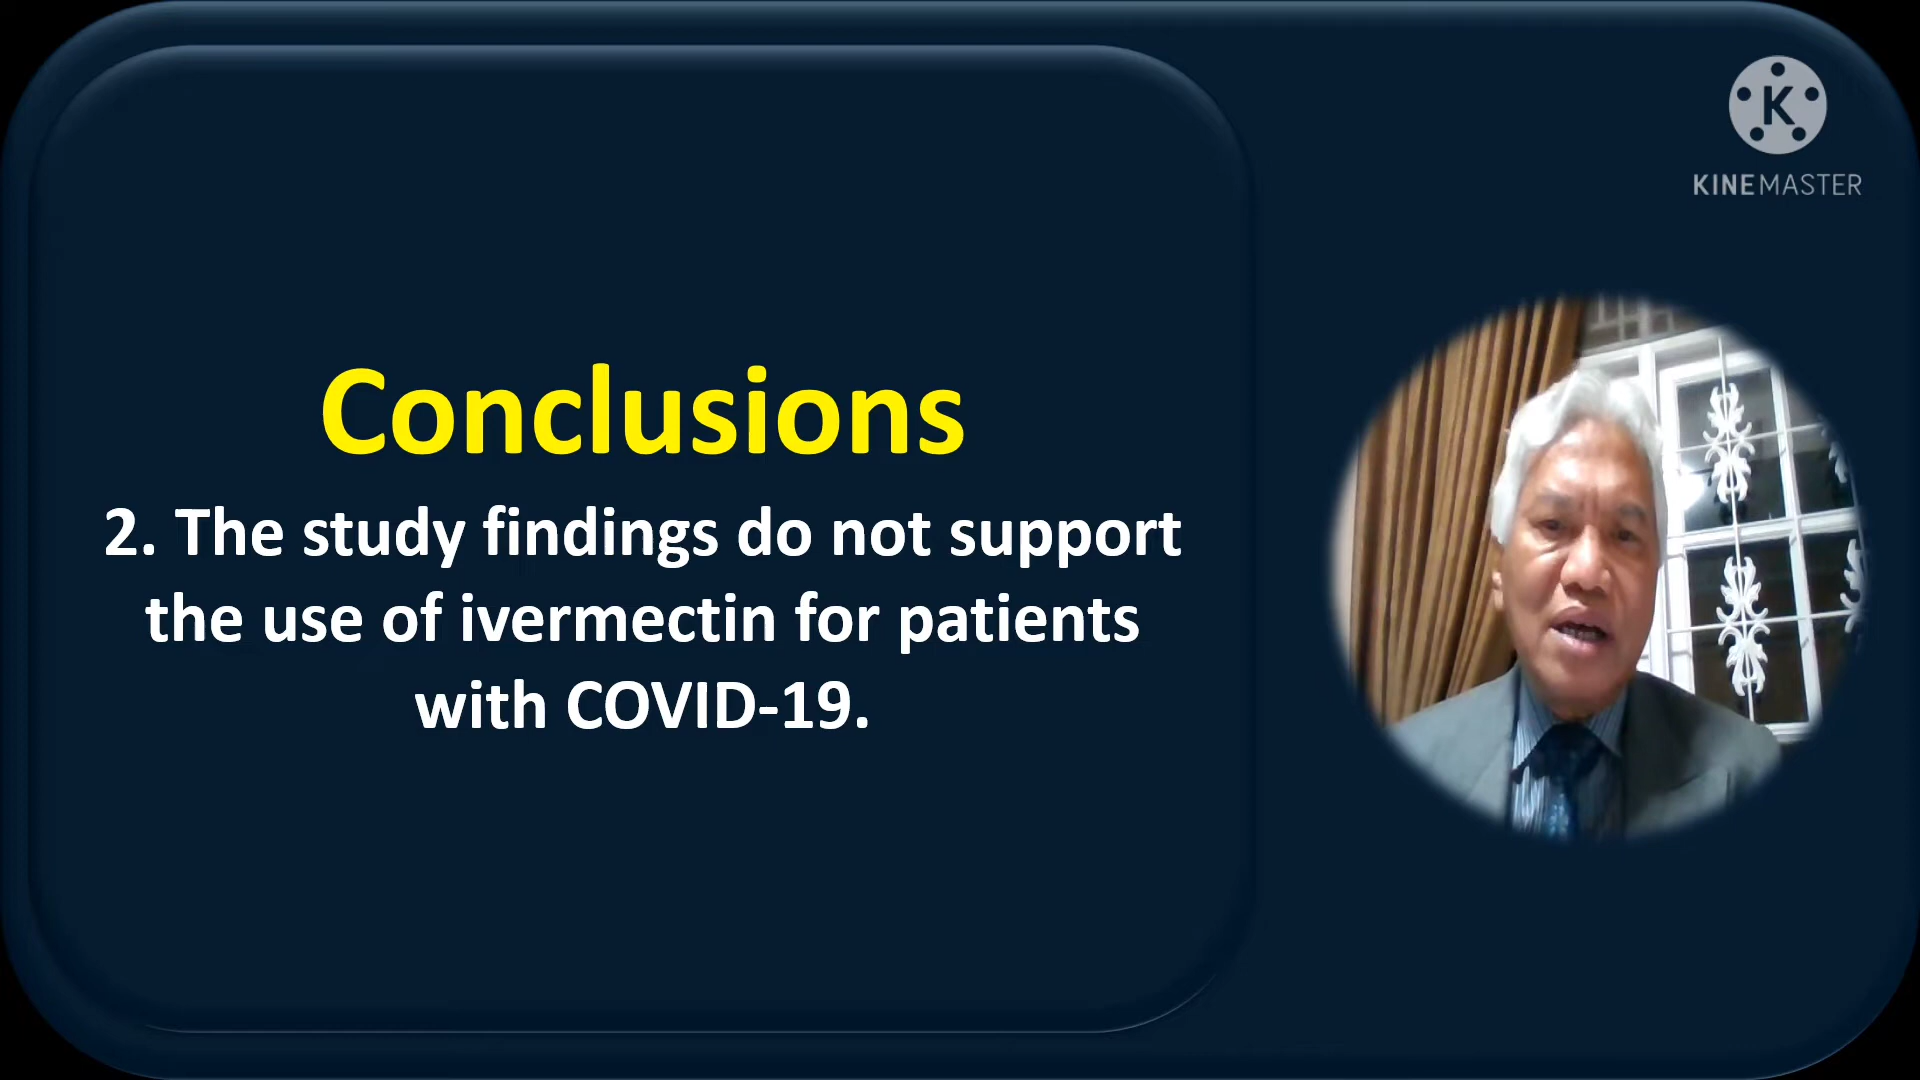 K
KINEMASTER
Conclusions
2. The study findings do not support
the use of ivermectin for patients
with COVID-19.